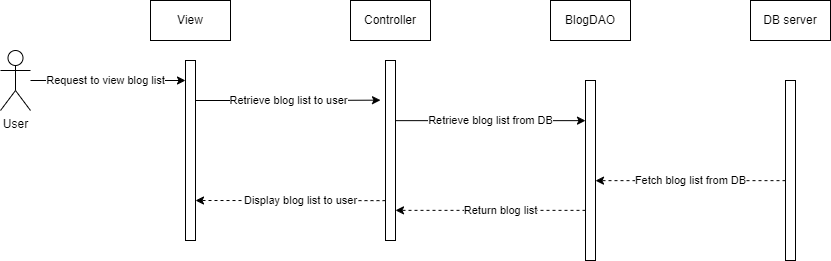 View
Controller
BlogDAO
DB server
Request to view blog list
Retrieve blog list to user
User
Retrieve blog list from DB
Fetch blog list from DB
Display blog list to user
Return blog list